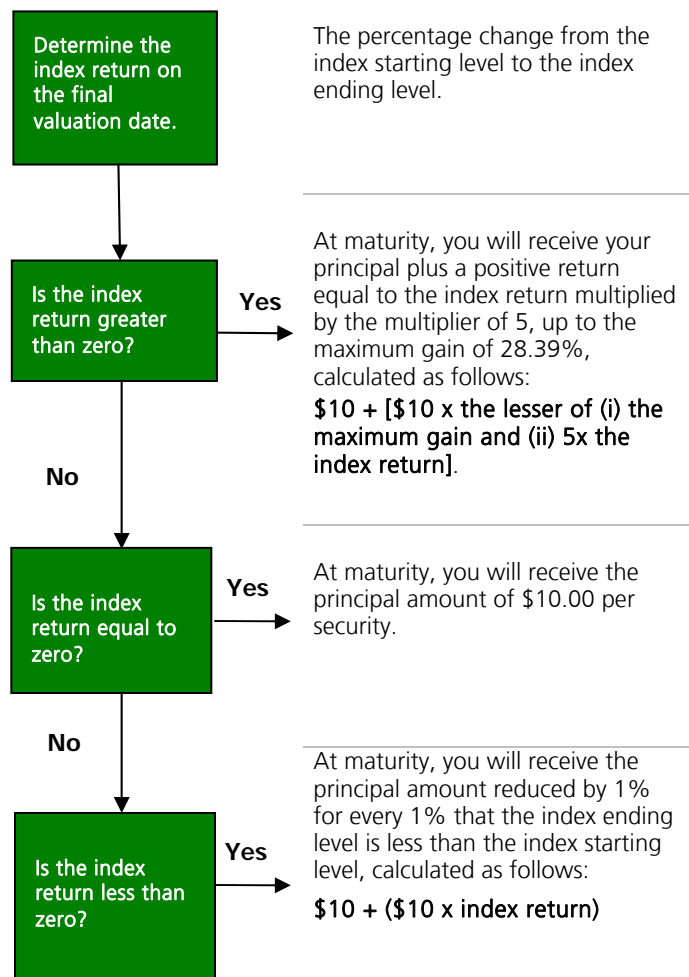 Determine the
index return on
the final
valuation date.
The percentage change from the
index starting level to the index
ending level.
Is the index
return greater
than zero?
Yes
At maturity, you will receive your
principal plus a positive return
equal to the index return multiplied
by the multiplier of 5, up to the
maximum gain of 28.39%,
calculated as follows:
$10 + [$10 x the lesser of (i) the
maximum gain and (ii) 5x the
index return].
No
Is the index
return equal to
zero?
Yes
At maturity, you will receive the
principal amount of $10.00 per
security.
No
Is the index
return less than
zero?
Yes
At maturity, you will receive the
principal amount reduced by 1%
for every 1% that the index ending
level is less than the index starting
level, calculated as follows:
$10 + ($10 x index return)